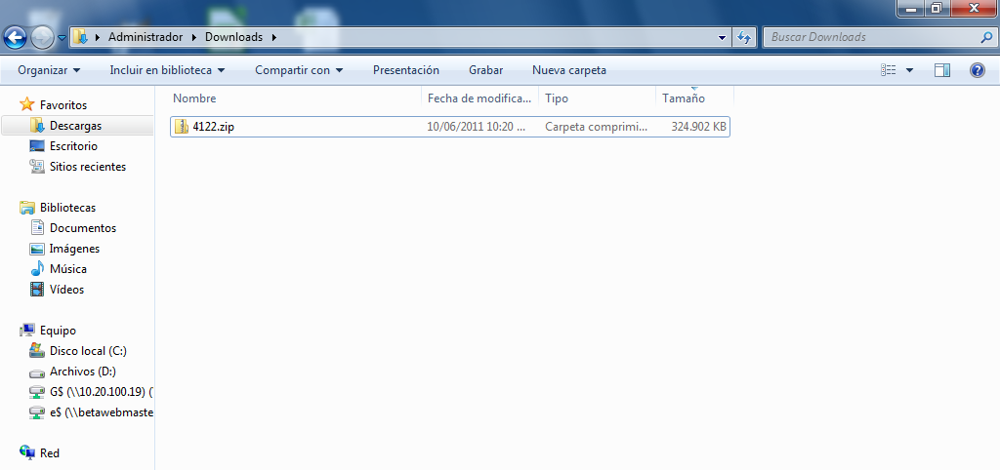 Administrador Downloads
Buscar Downloads
Organizar Incluir en biblioteca Compartir con Presentación Grabar Nueva carpeta
Nombre Fecha de modifica... Tipo Tamaño
4122.zip 10/06/2011 10:20 ... Carpeta comprimi... 324.902 KB
Favoritos
Descargas
Escritorio
Sitios recientes
Bibliotecas
Documentos
Imágenes
Música
Vídeos
Equipo
Disco local (C:)
Archivos (D:)
G$ (\\10.20.100.19) (
e$ (\\betawebmaste
Red